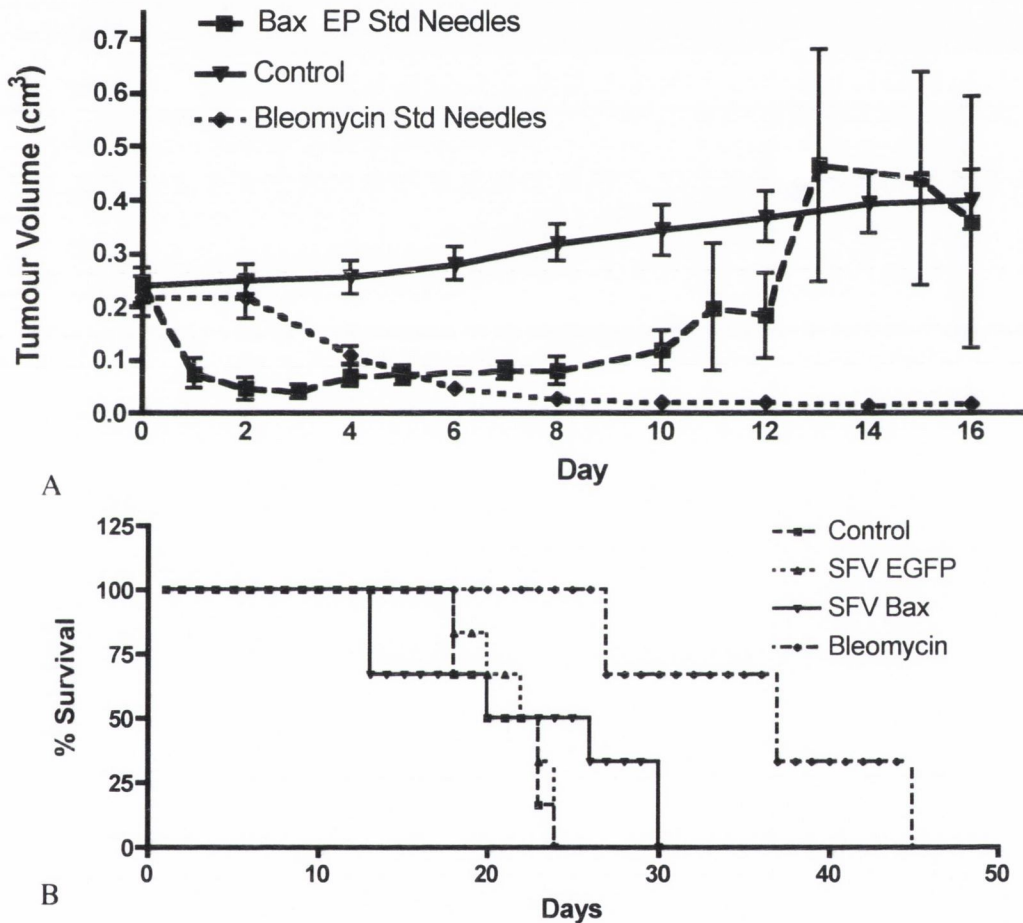 Bax EP Std Needles
Control
Bleomycin Std Needles
Tumour Volume (cm³)
0.7
0.6
0.5
0.4
0.3
0.2
0.1
0.0
0 2 4 6 8 10 12 14 16
Day
A
Control
SFV EGFP
SFV Bax
Bleomycin
% Survival
125
100
75
50
25
0
0 10 20 30 40 50
Days
B